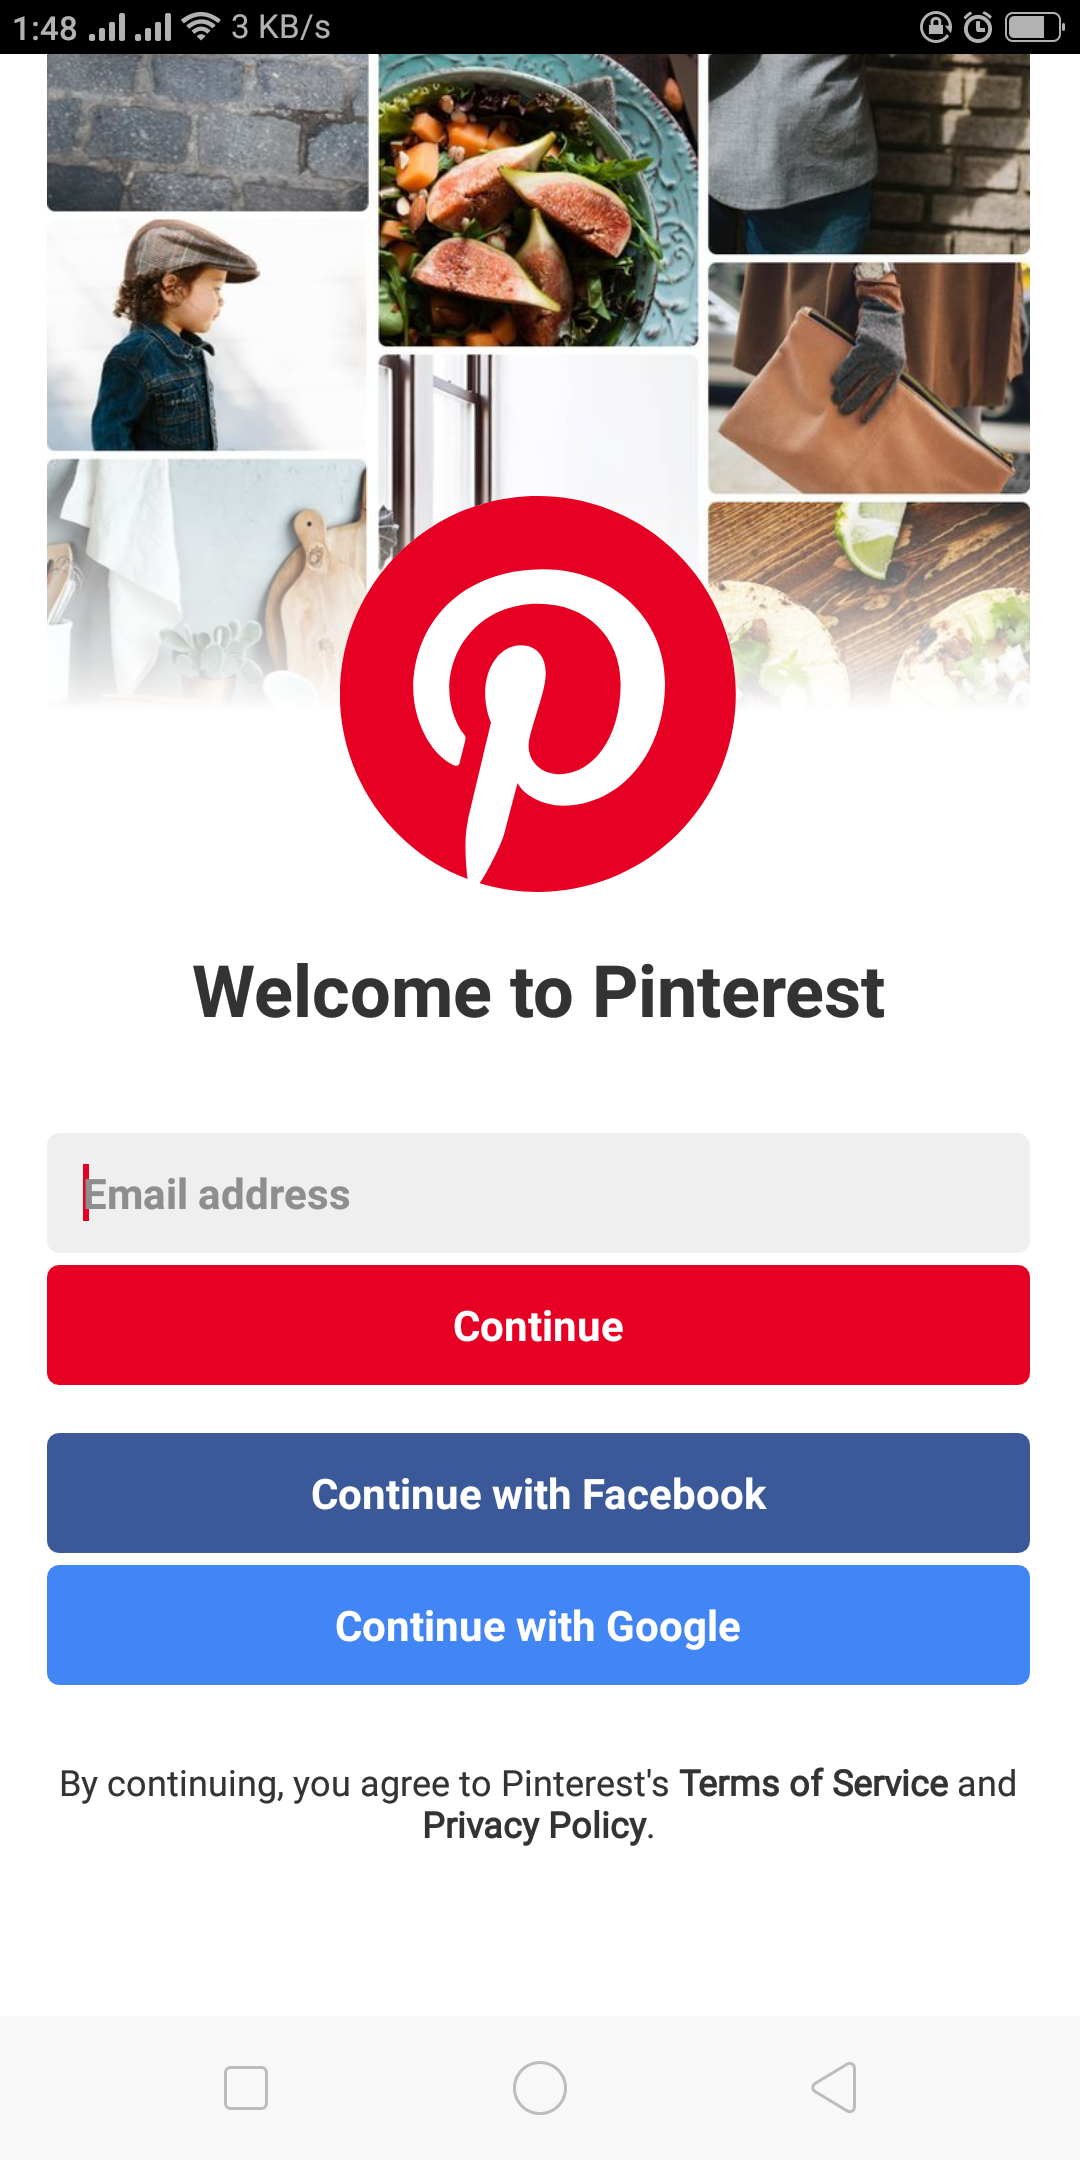 1:48 3 KB/s
Welcome to Pinterest
Email address
Continue
Continue with Facebook
Continue with Google
By continuing, you agree to Pinterest's Terms of Service and
Privacy Policy.